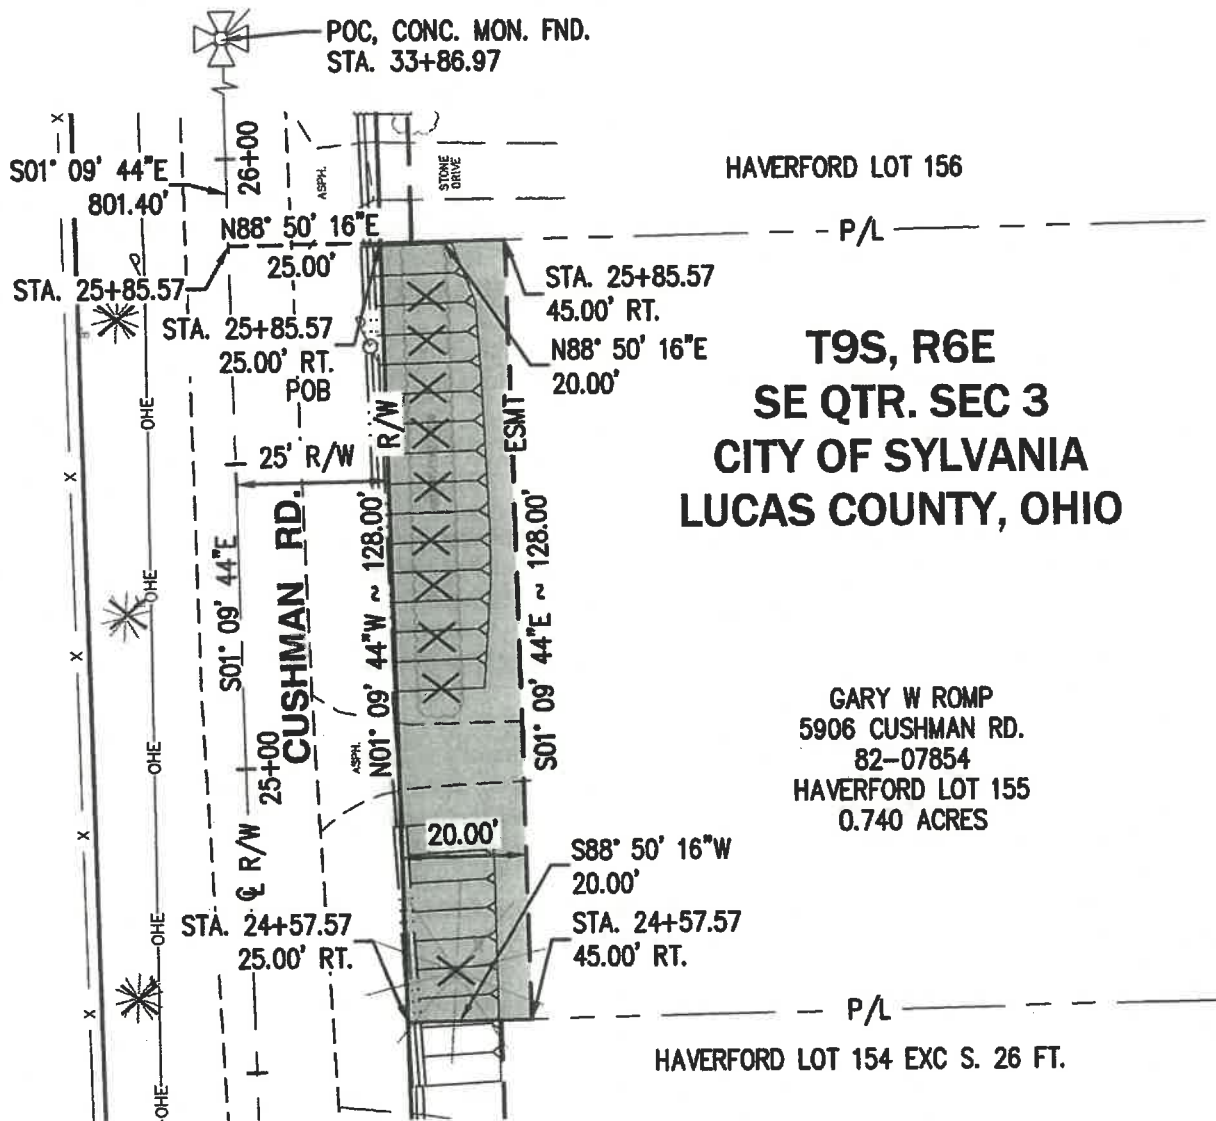 POC, CONC. MON. FND.
STA. 33+86.97
S01° 09' 44"E
801.40'
26+00
ASPH.
STONE
DRIVE
HAVERFORD LOT 156
N88° 50' 16"E
25.00'
P/L
STA. 25+85.57
STA. 25+85.57
25.00' RT.
POB
STA. 25+85.57
45.00' RT.
N88° 50' 16"E
20.00'
T9S, R6E
SE QTR. SEC 3
CITY OF SYLVANIA
LUCAS COUNTY, OHIO
OHE
R/W
ESMT
25' R/W
CUSHMAN RD.
S01° 09' 44"E
N01° 09' 44"W ~ 128.00'
S01° 09' 44"E ~ 128.00'
OHE
X
X
X
X
X
GARY W ROMP
5906 CUSHMAN RD.
82-07854
HAVERFORD LOT 155
0.740 ACRES
OHE
25+00
ASPH.
20.00'
℄ R/W
S88° 50' 16"W
20.00'
OHE
STA. 24+57.57
25.00' RT.
STA. 24+57.57
45.00' RT.
P/L
HAVERFORD LOT 154 EXC S. 26 FT.
OHE